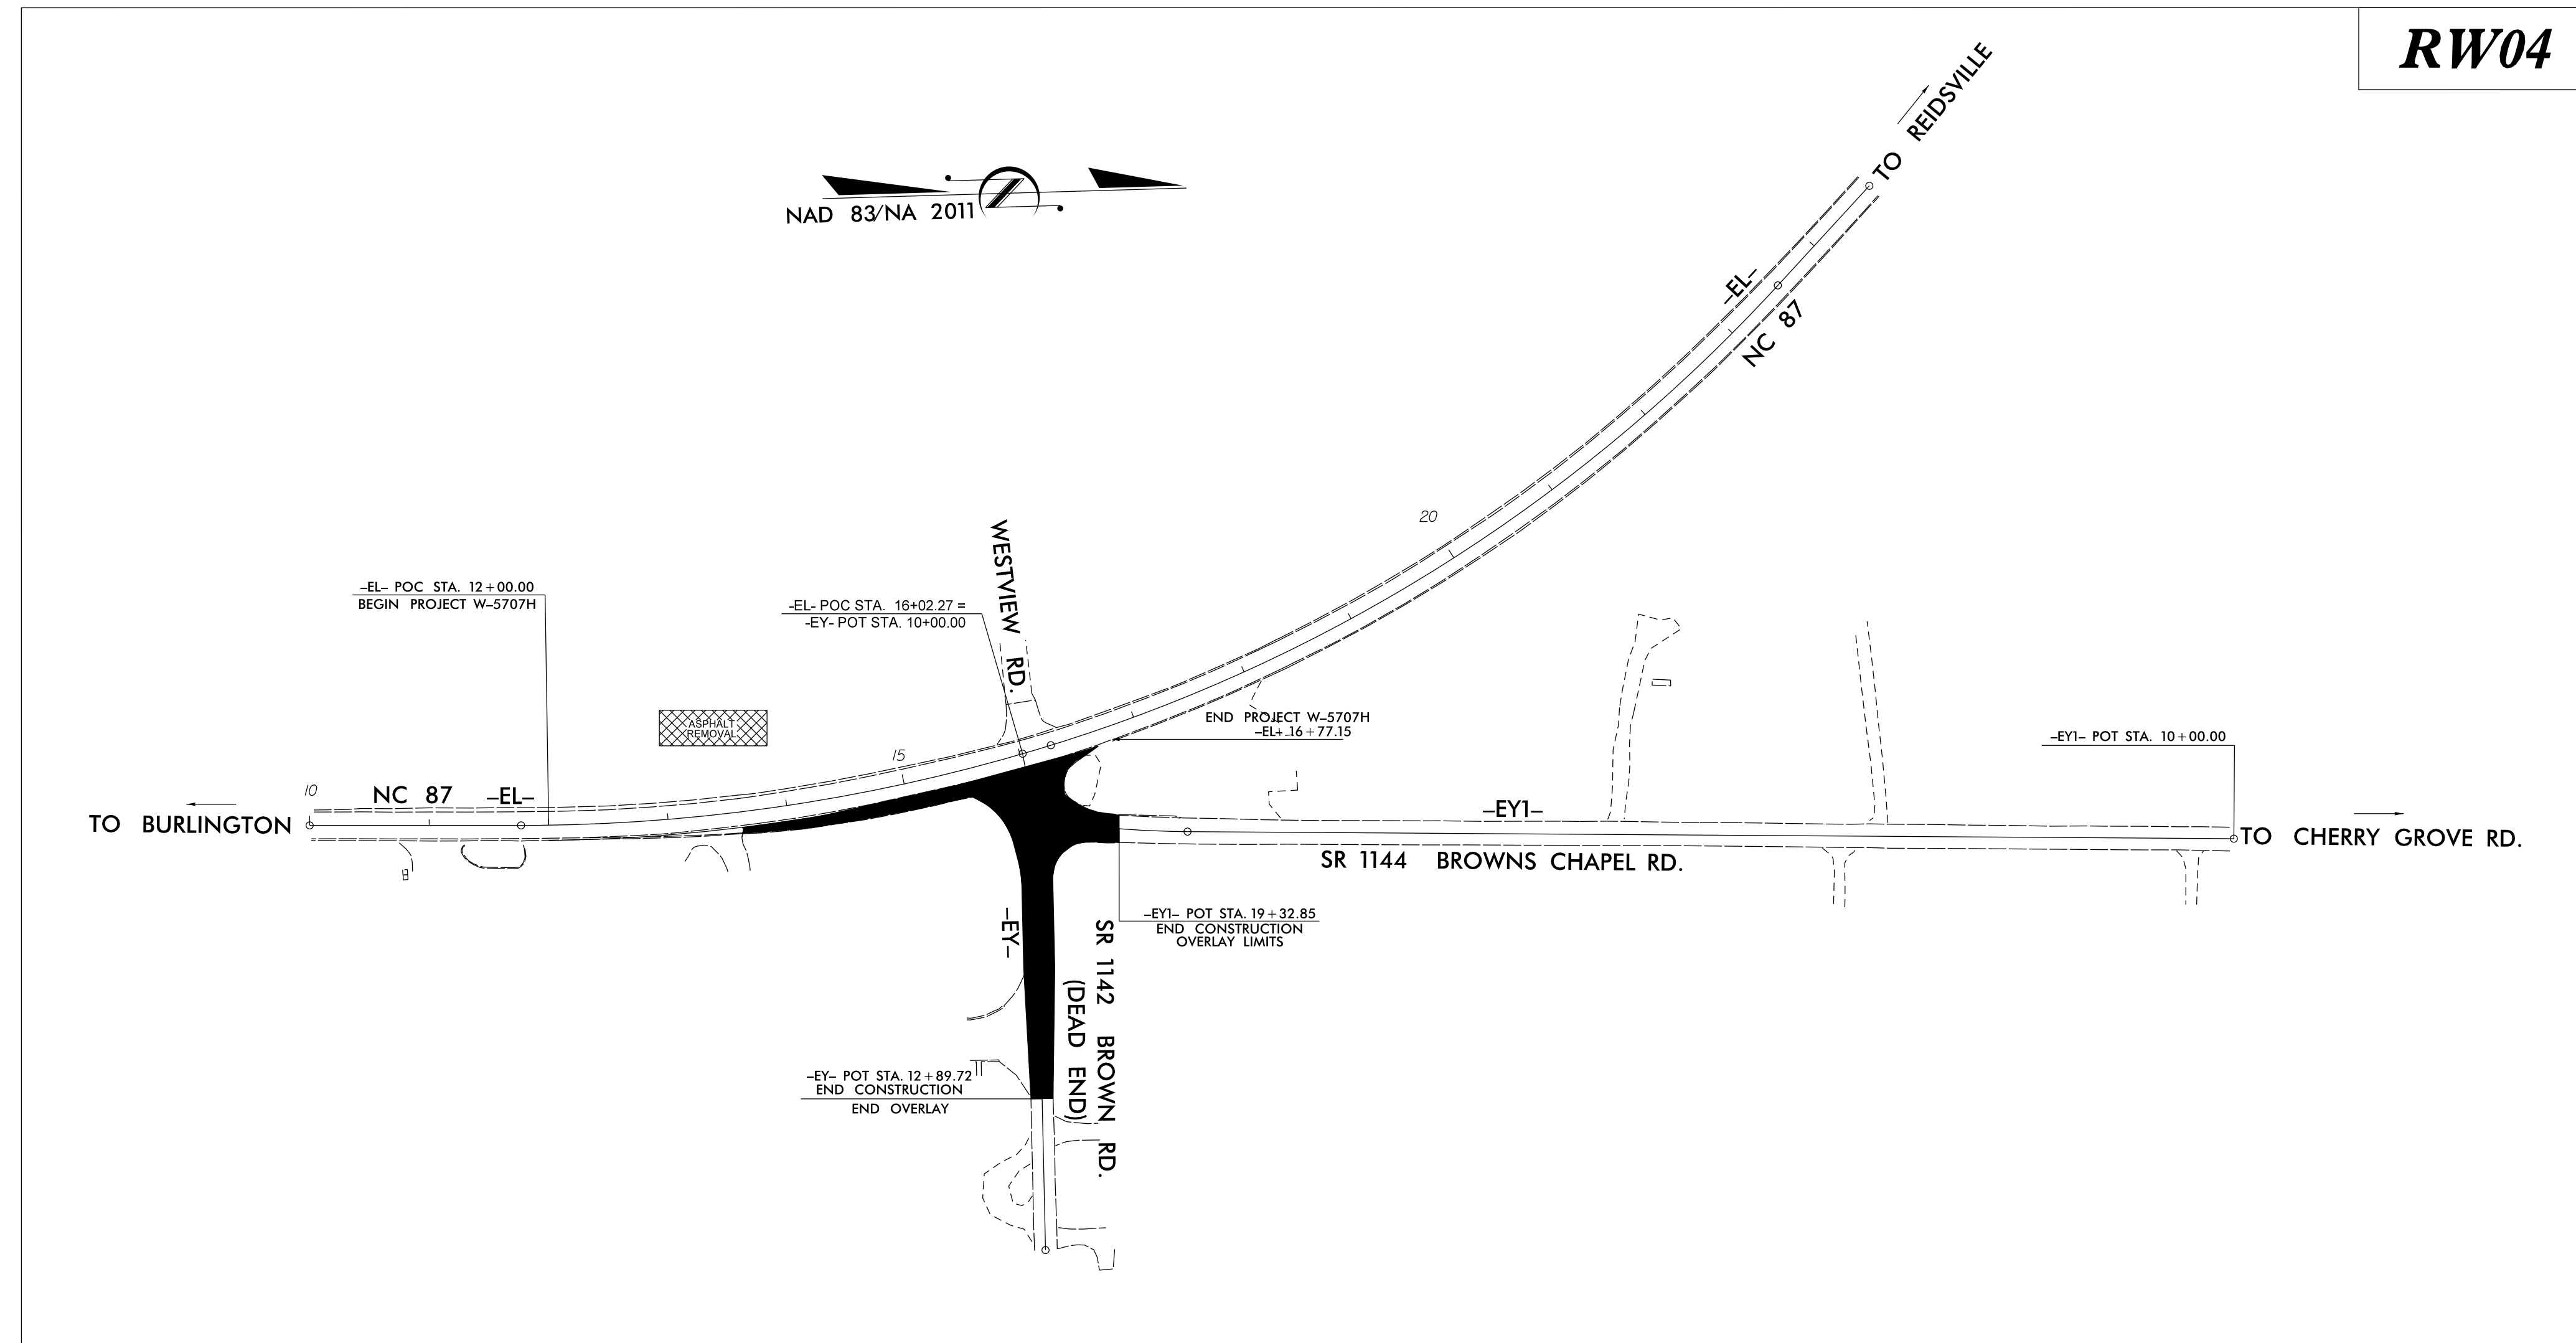 RW04
TO REIDSVILLE
NAD 83/NA 2011
-EL-
NC 87
20
WESTVIEW RD.
-EL- POC STA. 12+00.00
BEGIN PROJECT W-5707H
-EL- POC STA. 16+02.27 =
-EY- POT STA. 10+00.00
ASPHALT
REMOVAL
END PROJECT W-5707H
-EL- 16+77.15
-EY1- POT STA. 10+00.00
15
10
NC 87 -EL-
TO BURLINGTON
-EY1-
TO CHERRY GROVE RD.
SR 1144 BROWNS CHAPEL RD.
-EY1- POT STA. 19+32.85
END CONSTRUCTION
OVERLAY LIMITS
-EY-
SR 1142 BROWN RD.
(DEAD END)
-EY- POT STA. 12+89.72
END CONSTRUCTION
END OVERLAY